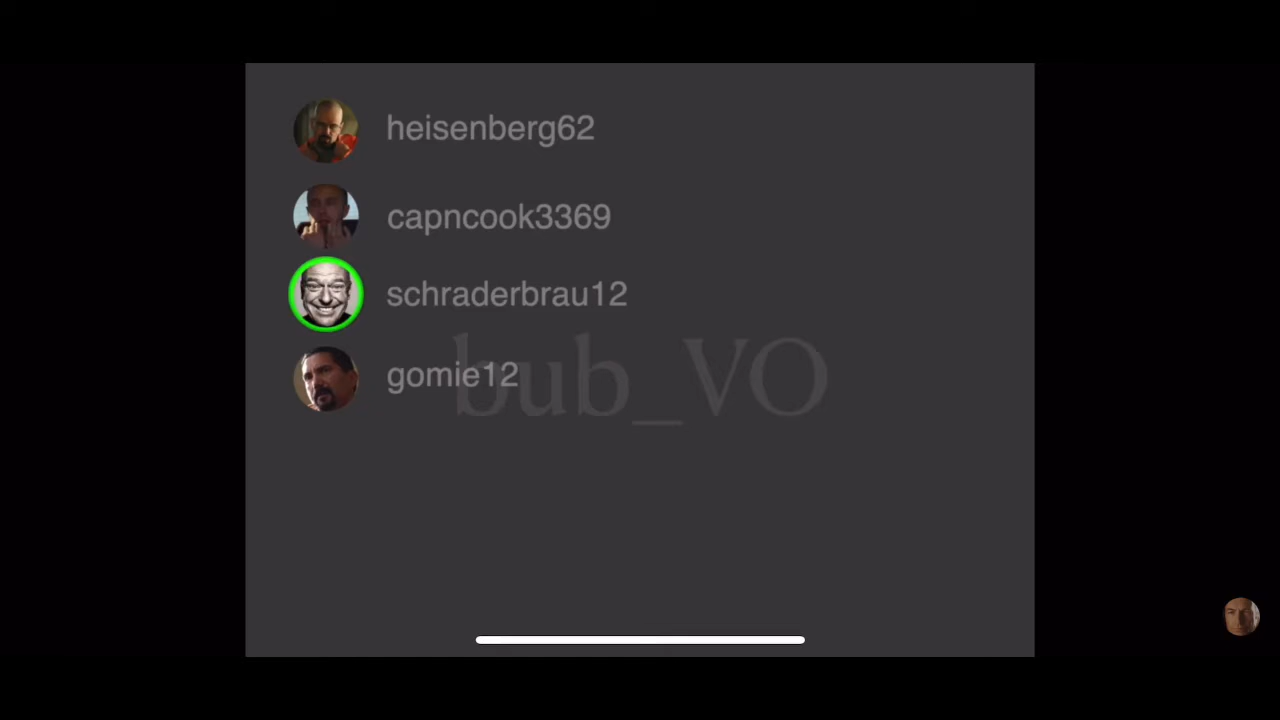 heisenberg62
capncook3369
schraderbrau12
gomie12
bub_VO